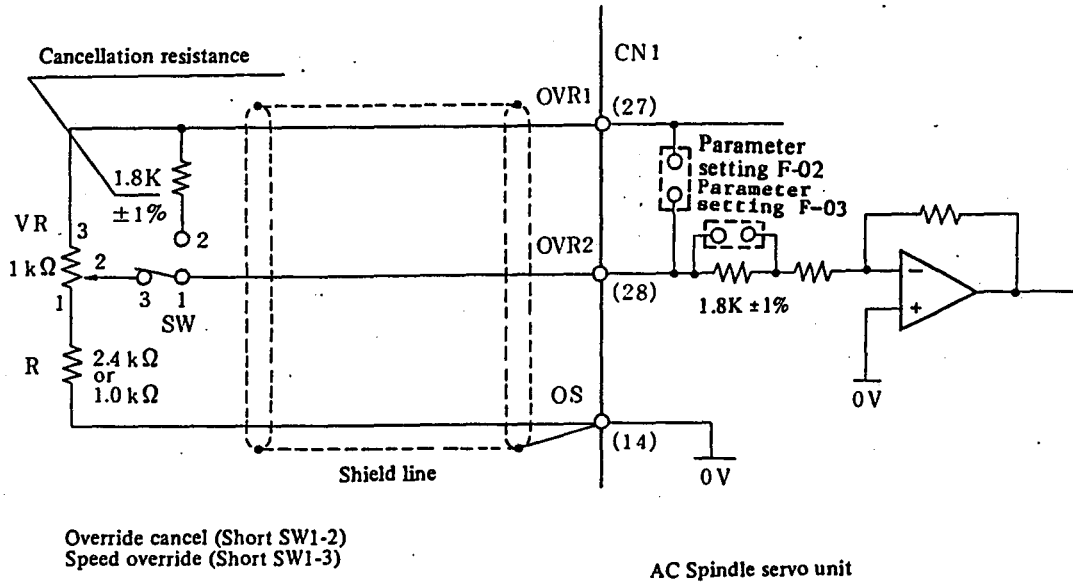 Cancellation resistance
CN1
OVR1
(27)
Parameter
setting F-02
Parameter
setting F-03
1.8K
±1%
VR
3
2
1 kΩ
2
OVR2
1
3
1
(28)
1.8K ±1%
−
+
SW
R
2.4 kΩ
or
1.0 kΩ
0V
OS
(14)
Shield line
0V
Override cancel (Short SW1-2)
Speed override (Short SW1-3)
AC Spindle servo unit